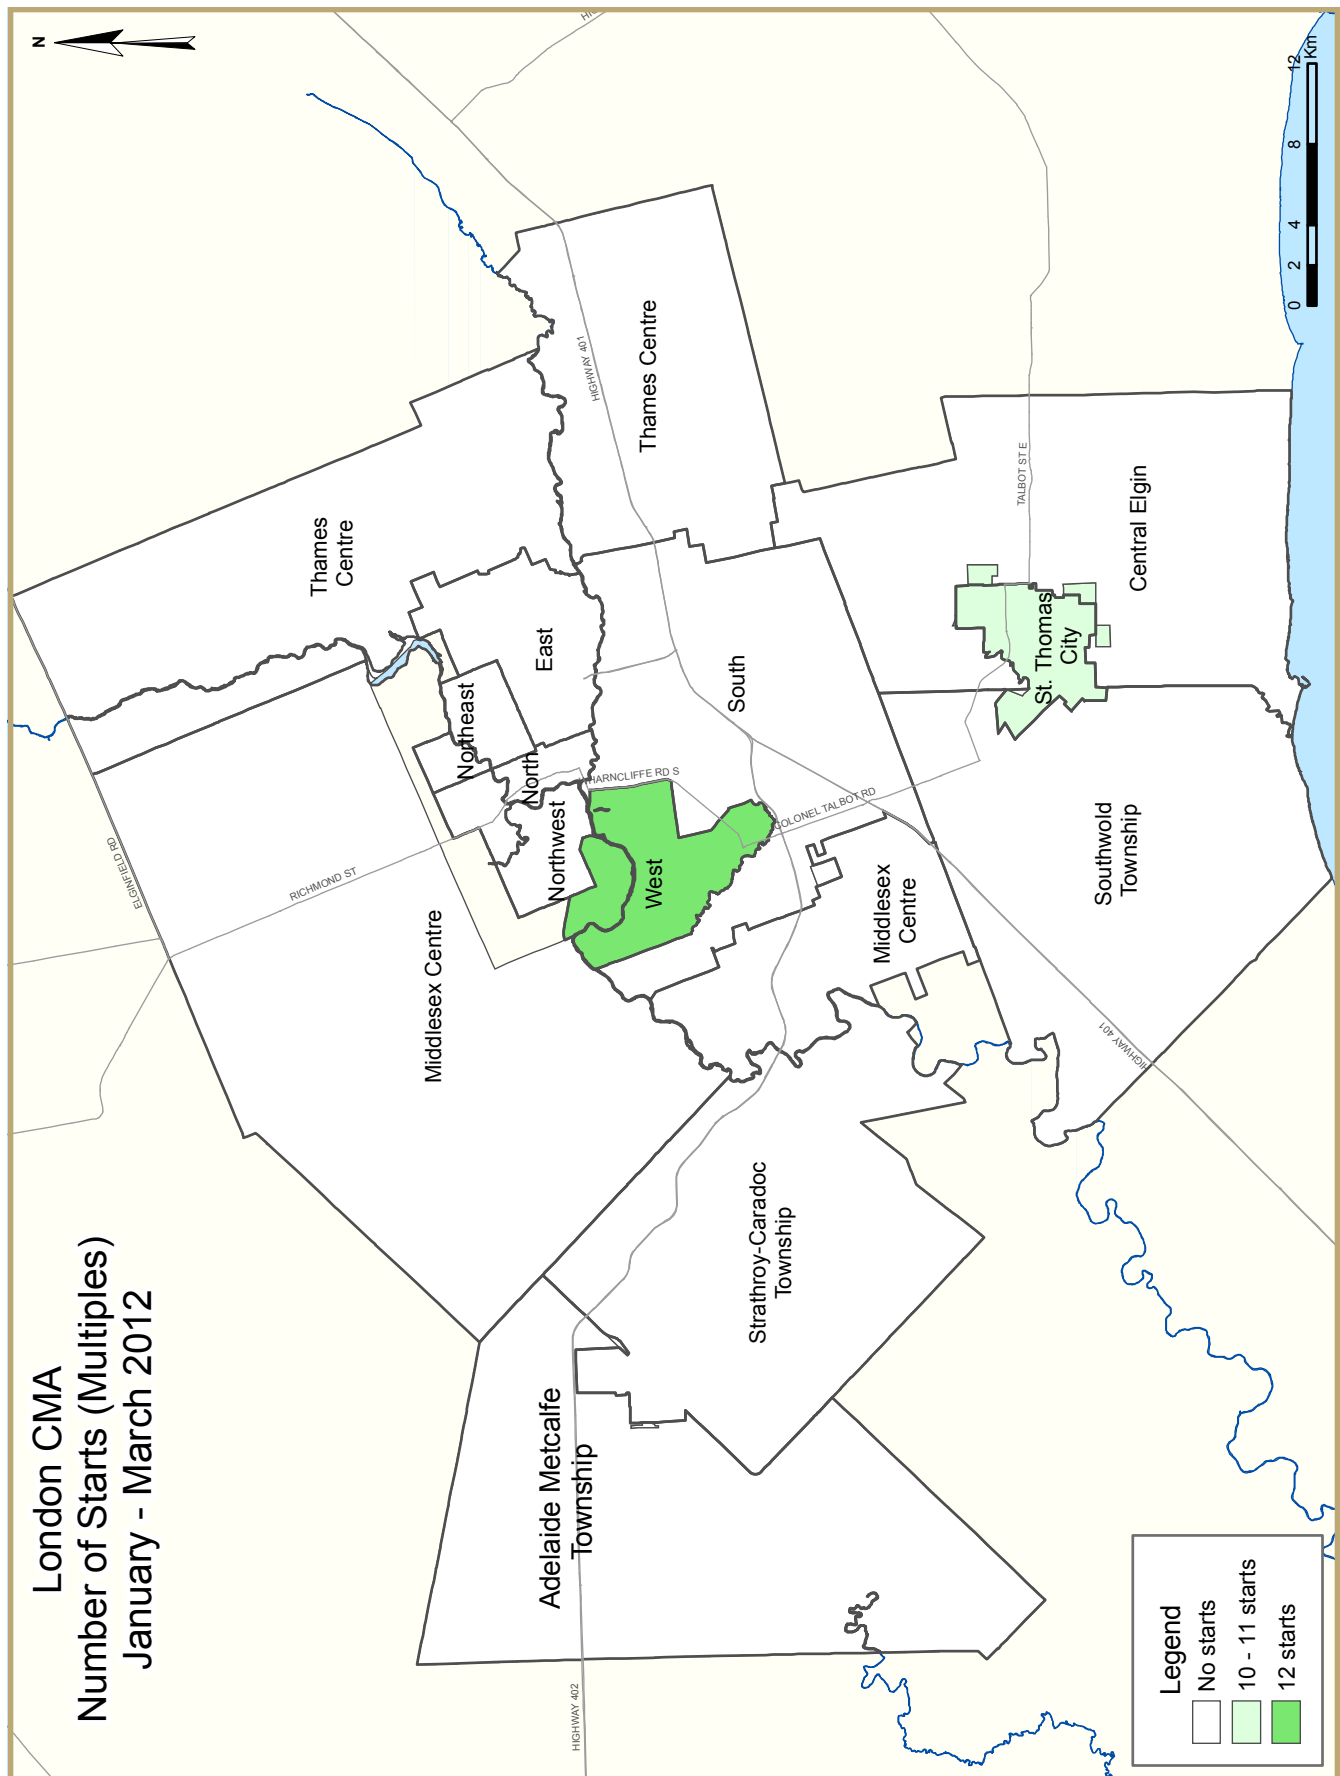 London CMA
Number of Starts (Multiples)
January - March 2012
N
HIGHWAY 402
Adelaide Metcalfe
Township
Strathroy-Caradoc
Township
Middlesex Centre
ELGINFIELD RD
RICHMOND ST
Thames
Centre
Northeast
North
Northwest
East
West
South
WHARNCLIFFE RD S
COLONEL TALBOT RD
HIGHWAY 401
Thames Centre
Middlesex
Centre
Southwold
Township
HIGHWAY 401
St. Thomas
City
TALBOT ST E
Central Elgin
Legend
No starts
10 - 11 starts
12 starts
0 2 4 8 12
Km